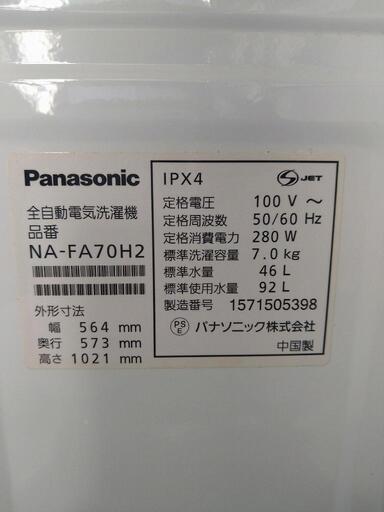 Panasonic
全自動電気洗濯機
品番
NA-FA70H2
外形寸法
幅 564 mm
奥行 573 mm
高さ 1021 mm
IPX4
S JET
定格電圧 100 V ～
定格周波数 50/60 Hz
定格消費電力 280 W
標準洗濯容量 7.0 kg
標準水量 46 L
標準使用水量 92 L
製造番号 1571505398
PSE パナソニック株式会社
中国製